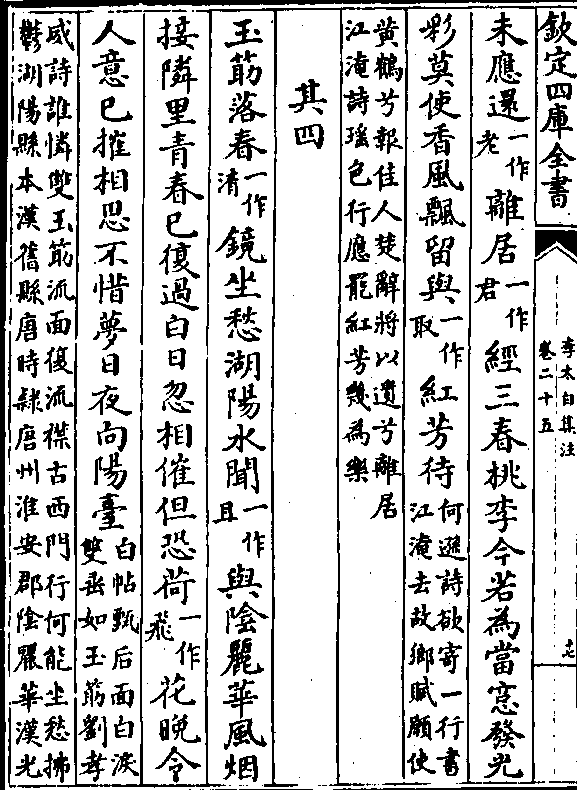 欽定四庫全書
李太白集注
卷二十五
十七
未應還一作老離居一作君經三春桃李今若為當窓發光
彩莫使香風飄留與一作取紅芳待何遜詩欲寄一行書江淹去故鄉賦願使
黄鶴兮報佳人楚辭將以遺兮離居江淹詩瑶色行應罷紅芳幾為樂
其四
玉筯落春一作清鏡坐愁湖陽水聞一作且與陰麗華風烟
接隣里青春已復過白日忽相催但恐荷一作飛花晚令
人意已摧相思不惜夢日夜向陽臺白帖甄后面白淚雙垂如玉筯劉孝
威詩誰憐雙玉筯流面復流襟古西門行何能坐愁拂鬱湖陽縣本漢舊縣唐時隸唐州淮安郡陰麗華漢光